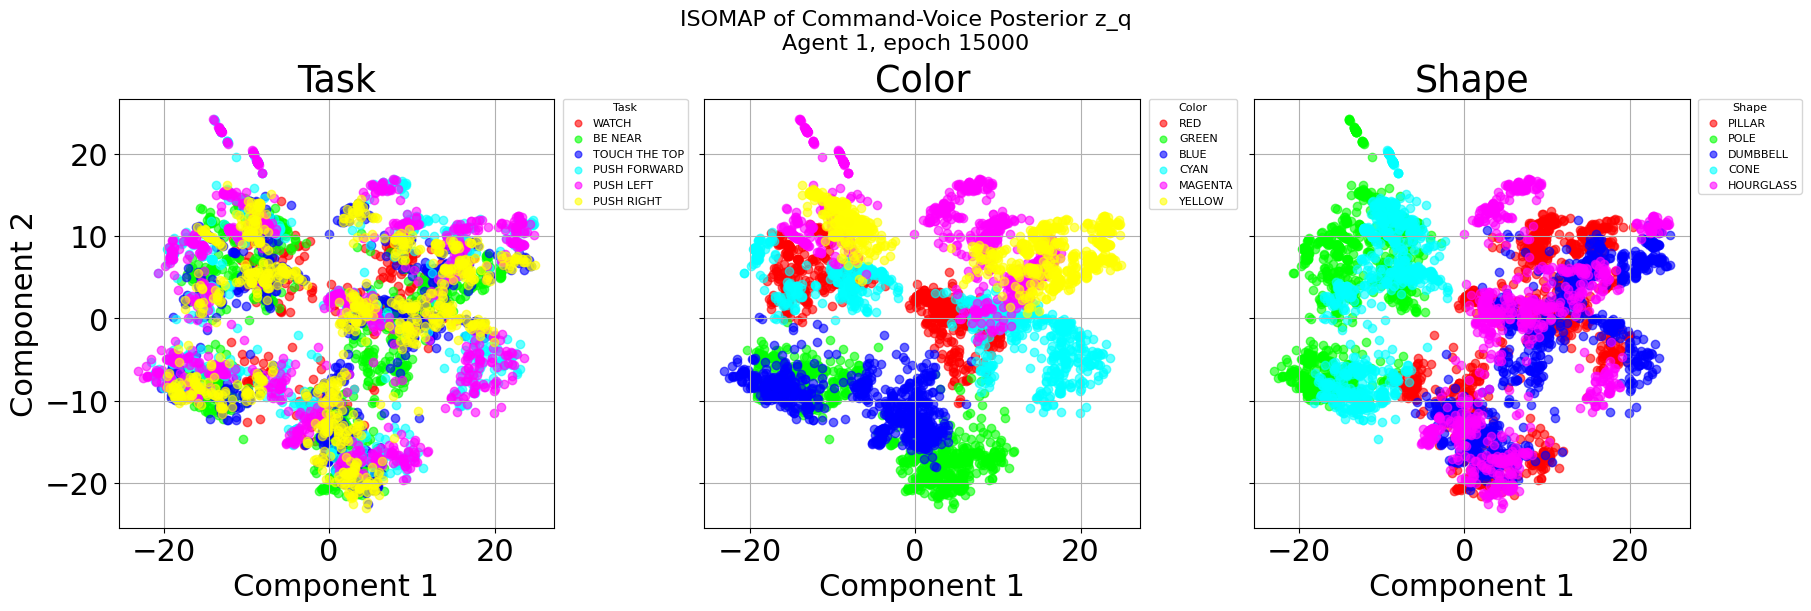 ISOMAP of Command-Voice Posterior z_q
Agent 1, epoch 15000
Task
Color
Shape
Task
WATCH
BE NEAR
TOUCH THE TOP
PUSH FORWARD
PUSH LEFT
PUSH RIGHT
Color
RED
GREEN
BLUE
CYAN
MAGENTA
YELLOW
Shape
PILLAR
POLE
DUMBBELL
CONE
HOURGLASS
Component 2
20
10
0
−10
−20
−20 0 20
−20 0 20
−20 0 20
Component 1
Component 1
Component 1